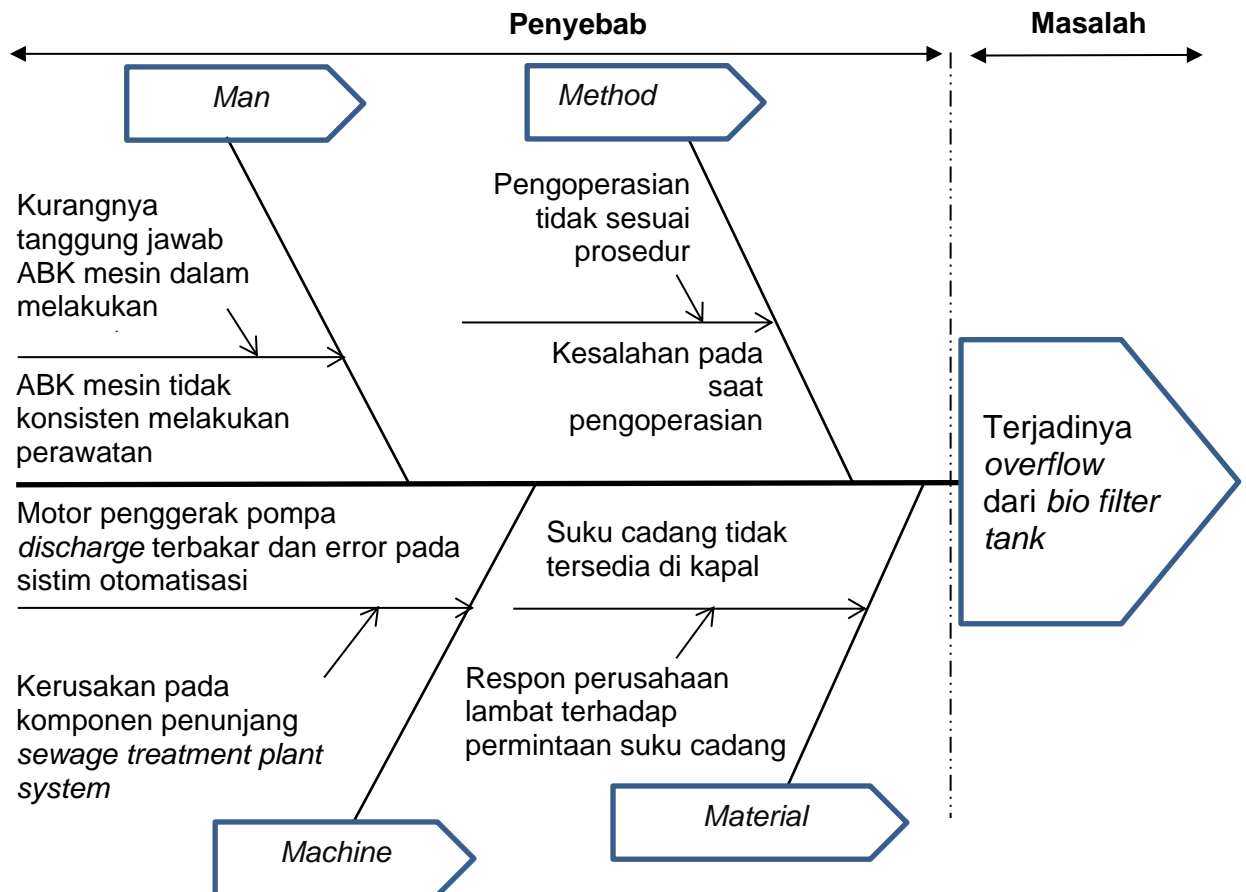 Penyebab
Masalah
Man
Method
Kurangnya
tanggung jawab
ABK mesin dalam
melakukan
Pengoperasian
tidak sesuai
prosedur
ABK mesin tidak
konsisten melakukan
perawatan
Kesalahan pada
saat
pengoperasian
Terjadinya
overflow
dari bio filter
tank
Motor penggerak pompa
discharge terbakar dan error pada
sistim otomatisasi
Suku cadang tidak
tersedia di kapal
Kerusakan pada
komponen penunjang
sewage treatment plant
system
Respon perusahaan
lambat terhadap
permintaan suku cadang
Machine
Material